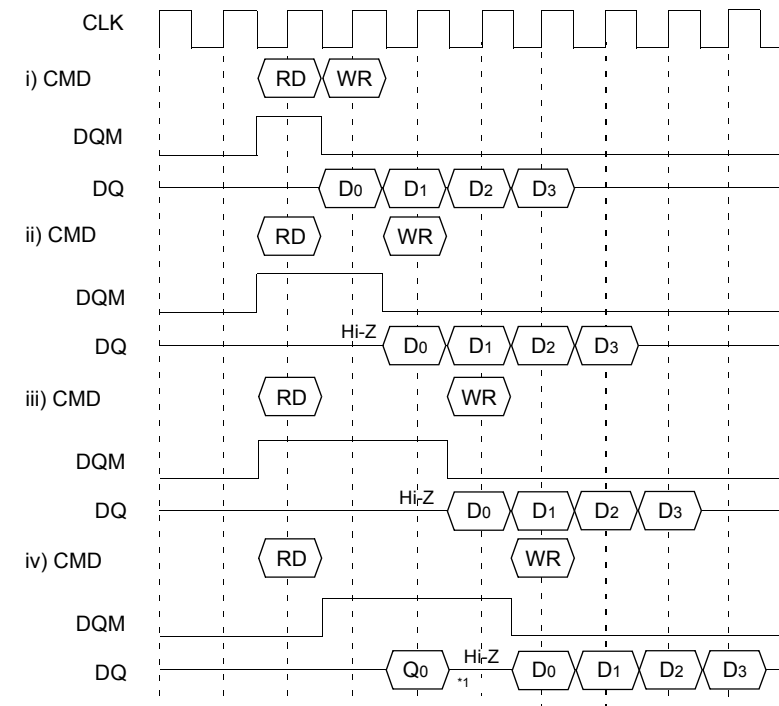 CLK
i) CMD RD WR
DQM
DQ D0 D1 D2 D3
ii) CMD RD WR
DQM
DQ Hi-Z D0 D1 D2 D3
iii) CMD RD WR
DQM
DQ Hi-Z D0 D1 D2 D3
iv) CMD RD WR
DQM
DQ Q0 Hi-Z *1 D0 D1 D2 D3